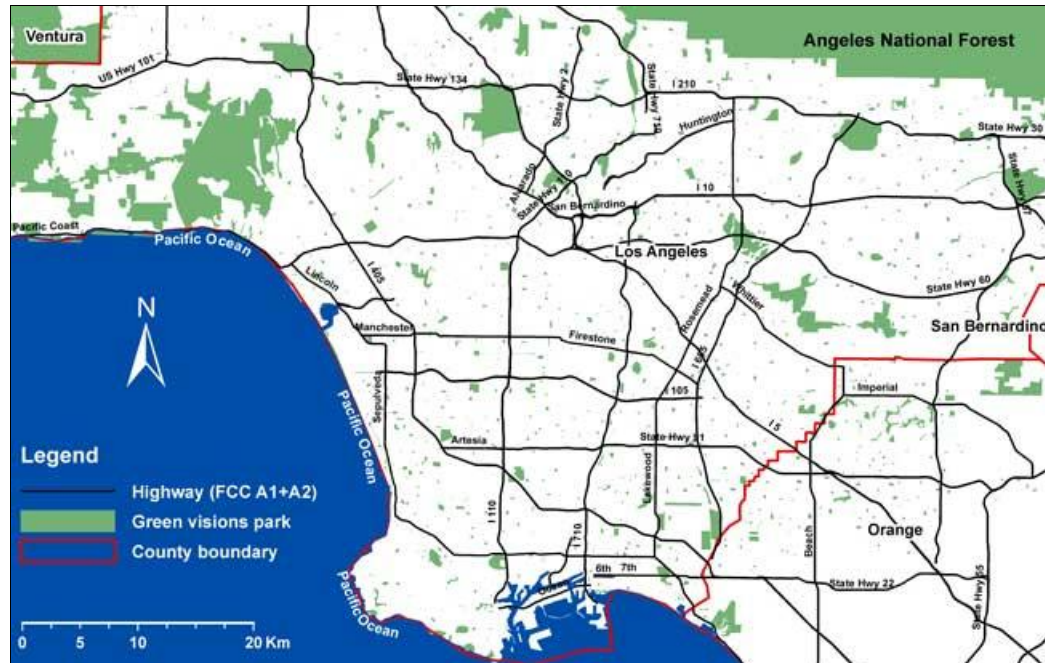 Ventura
Angeles National Forest
US Hwy 101
State Hwy 134
State Hwy 2
State Hwy 710
I 210
Huntington
State Hwy 30
Alvarado
State Hwy 110
San Bernardino
I 10
State Hwy 57
Pacific Coast
Pacific Ocean
Los Angeles
I 405
Lincoln
State Hwy 60
Whittier
Rosemead
San Bernardino
N
Manchester
Firestone
I 605
Sepulveda
I 105
Imperial
Pacific Ocean
I 5
Artesia
State Hwy 91
Legend
Lakewood
Highway (FCC A1+A2)
I 110
Green visions park
I 710
Beach
Orange
County boundary
6th 7th
Ocean
State Hwy 22
State Hwy 55
Pacific Ocean
0 5 10 20 Km